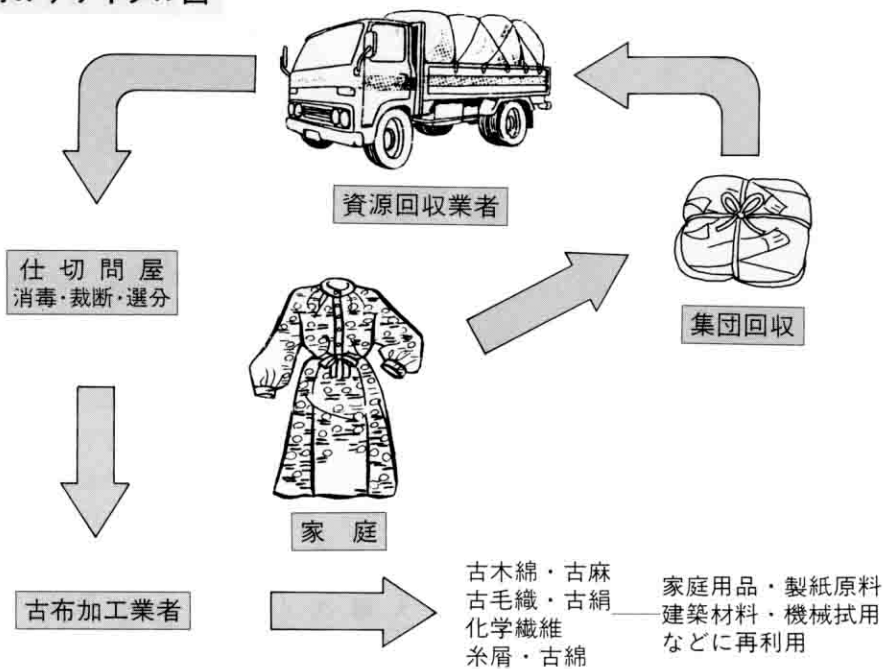 資源回収業者
仕切問屋
消毒・裁断・選分
集団回収
家庭
古布加工業者
古木綿・古麻
古毛織・古絹
化学繊維
糸屑・古綿
家庭用品・製紙原料
建築材料・機械拭用
などに再利用